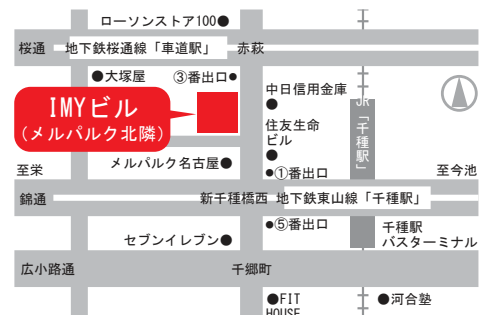 ローソンストア100
桜通
地下鉄桜通線「車道駅」
赤萩
大塚屋
③番出口
中日信用金庫
IMYビル
(メルパルク北隣)
JR「千種駅」
住友生命
ビル
メルパルク名古屋
①番出口
至栄
至今池
錦通
新千種橋西
地下鉄東山線「千種駅」
⑤番出口
千種駅
バスターミナル
セブンイレブン
広小路通
千郷町
FIT
HOUSE
河合塾